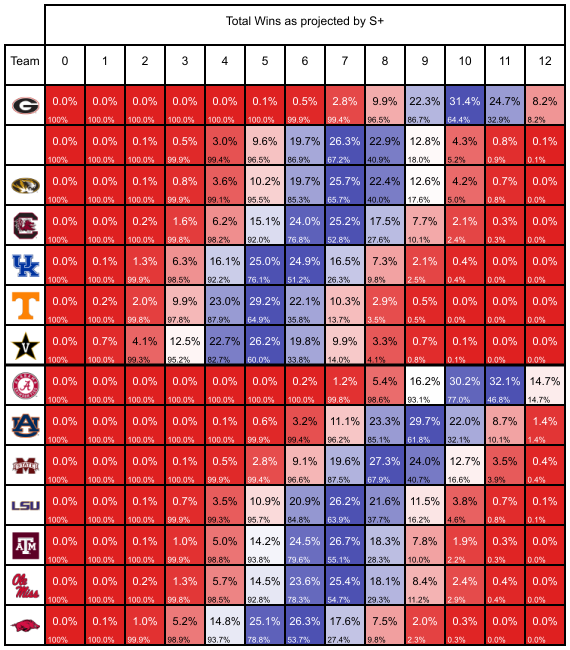 Total Wins as projected by S+
Team 0 1 2 3 4 5 6 7 8 9 10 11 12
G 0.0% 0.0% 0.0% 0.0% 0.0% 0.1% 0.5% 2.8% 9.9% 22.3% 31.4% 24.7% 8.2%
100% 100.0% 100.0% 100.0% 100.0% 100.0% 99.9% 99.4% 96.5% 86.7% 64.4% 32.9% 8.2%
0.0% 0.0% 0.1% 0.5% 3.0% 9.6% 19.7% 26.3% 22.9% 12.8% 4.3% 0.8% 0.1%
100% 100.0% 100.0% 99.9% 99.4% 96.5% 86.9% 67.2% 40.9% 18.0% 5.2% 0.9% 0.1%
0.0% 0.0% 0.1% 0.8% 3.6% 10.2% 19.7% 25.7% 22.4% 12.6% 4.2% 0.7% 0.0%
100% 100.0% 100.0% 99.9% 99.1% 95.5% 85.3% 65.7% 40.0% 17.6% 5.0% 0.8% 0.0%
C 0.0% 0.0% 0.2% 1.6% 6.2% 15.1% 24.0% 25.2% 17.5% 7.7% 2.1% 0.3% 0.0%
100% 100.0% 100.0% 99.8% 98.2% 92.0% 76.8% 52.8% 27.6% 10.1% 2.4% 0.3% 0.0%
UK 0.0% 0.1% 1.3% 6.3% 16.1% 25.0% 24.9% 16.5% 7.3% 2.1% 0.4% 0.0% 0.0%
100% 100.0% 99.9% 98.5% 92.2% 76.1% 51.2% 26.3% 9.8% 2.5% 0.4% 0.0% 0.0%
T 0.0% 0.2% 2.0% 9.9% 23.0% 29.2% 22.1% 10.3% 2.9% 0.5% 0.0% 0.0% 0.0%
100% 100.0% 99.8% 97.8% 87.9% 64.9% 35.8% 13.7% 3.5% 0.5% 0.0% 0.0% 0.0%
V 0.0% 0.7% 4.1% 12.5% 22.7% 26.2% 19.8% 9.9% 3.3% 0.7% 0.1% 0.0% 0.0%
100% 100.0% 99.3% 95.2% 82.7% 60.0% 33.8% 14.0% 4.1% 0.8% 0.1% 0.0% 0.0%
A 0.0% 0.0% 0.0% 0.0% 0.0% 0.0% 0.2% 1.2% 5.4% 16.2% 30.2% 32.1% 14.7%
100% 100.0% 100.0% 100.0% 100.0% 100.0% 100.0% 99.8% 98.6% 93.1% 77.0% 46.8% 14.7%
AU 0.0% 0.0% 0.0% 0.0% 0.1% 0.6% 3.2% 11.1% 23.3% 29.7% 22.0% 8.7% 1.4%
100% 100.0% 100.0% 100.0% 100.0% 99.9% 99.4% 96.2% 85.1% 61.8% 32.1% 10.1% 1.4%
M 0.0% 0.0% 0.0% 0.1% 0.5% 2.8% 9.1% 19.6% 27.3% 24.0% 12.7% 3.5% 0.4%
100% 100.0% 100.0% 100.0% 99.9% 99.4% 96.6% 87.5% 67.9% 40.7% 16.6% 3.9% 0.4%
LSU 0.0% 0.0% 0.1% 0.7% 3.5% 10.9% 20.9% 26.2% 21.6% 11.5% 3.8% 0.7% 0.1%
100% 100.0% 100.0% 99.9% 99.3% 95.7% 84.8% 63.9% 37.7% 16.2% 4.6% 0.8% 0.1%
ATM 0.0% 0.0% 0.1% 1.0% 5.0% 14.2% 24.5% 26.7% 18.3% 7.8% 1.9% 0.3% 0.0%
100% 100.0% 100.0% 99.9% 98.8% 93.8% 79.6% 55.1% 28.3% 10.0% 2.2% 0.3% 0.0%
Ole Miss 0.0% 0.0% 0.2% 1.3% 5.7% 14.5% 23.6% 25.4% 18.1% 8.4% 2.4% 0.4% 0.0%
100% 100.0% 100.0% 99.8% 98.5% 92.8% 78.3% 54.7% 29.3% 11.2% 2.9% 0.4% 0.0%
0.0% 0.1% 1.0% 5.2% 14.8% 25.1% 26.3% 17.6% 7.5% 2.0% 0.3% 0.0% 0.0%
100% 100.0% 99.9% 98.9% 93.7% 78.8% 53.7% 27.4% 9.8% 2.3% 0.3% 0.0% 0.0%